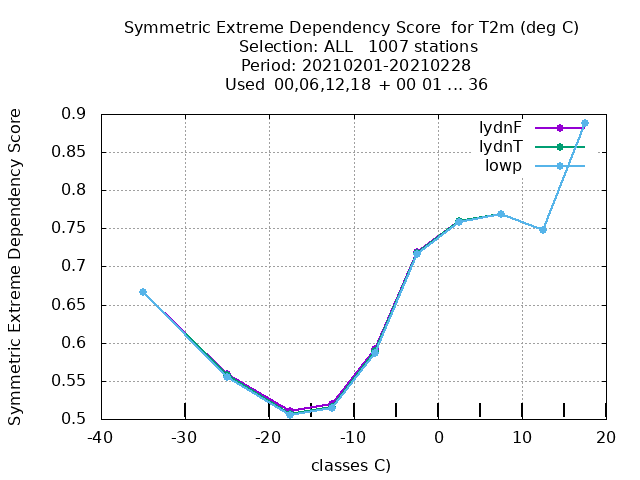 Symmetric Extreme Dependency Score for T2m (deg C)
Selection: ALL 1007 stations
Period: 20210201-20210228
Used 00,06,12,18 + 00 01 ... 36
Symmetric Extreme Dependency Score
0.9
0.85
0.8
0.75
0.7
0.65
0.6
0.55
0.5
lydnF
lydnT
lowp
-40 -30 -20 -10 0 10 20
classes C)